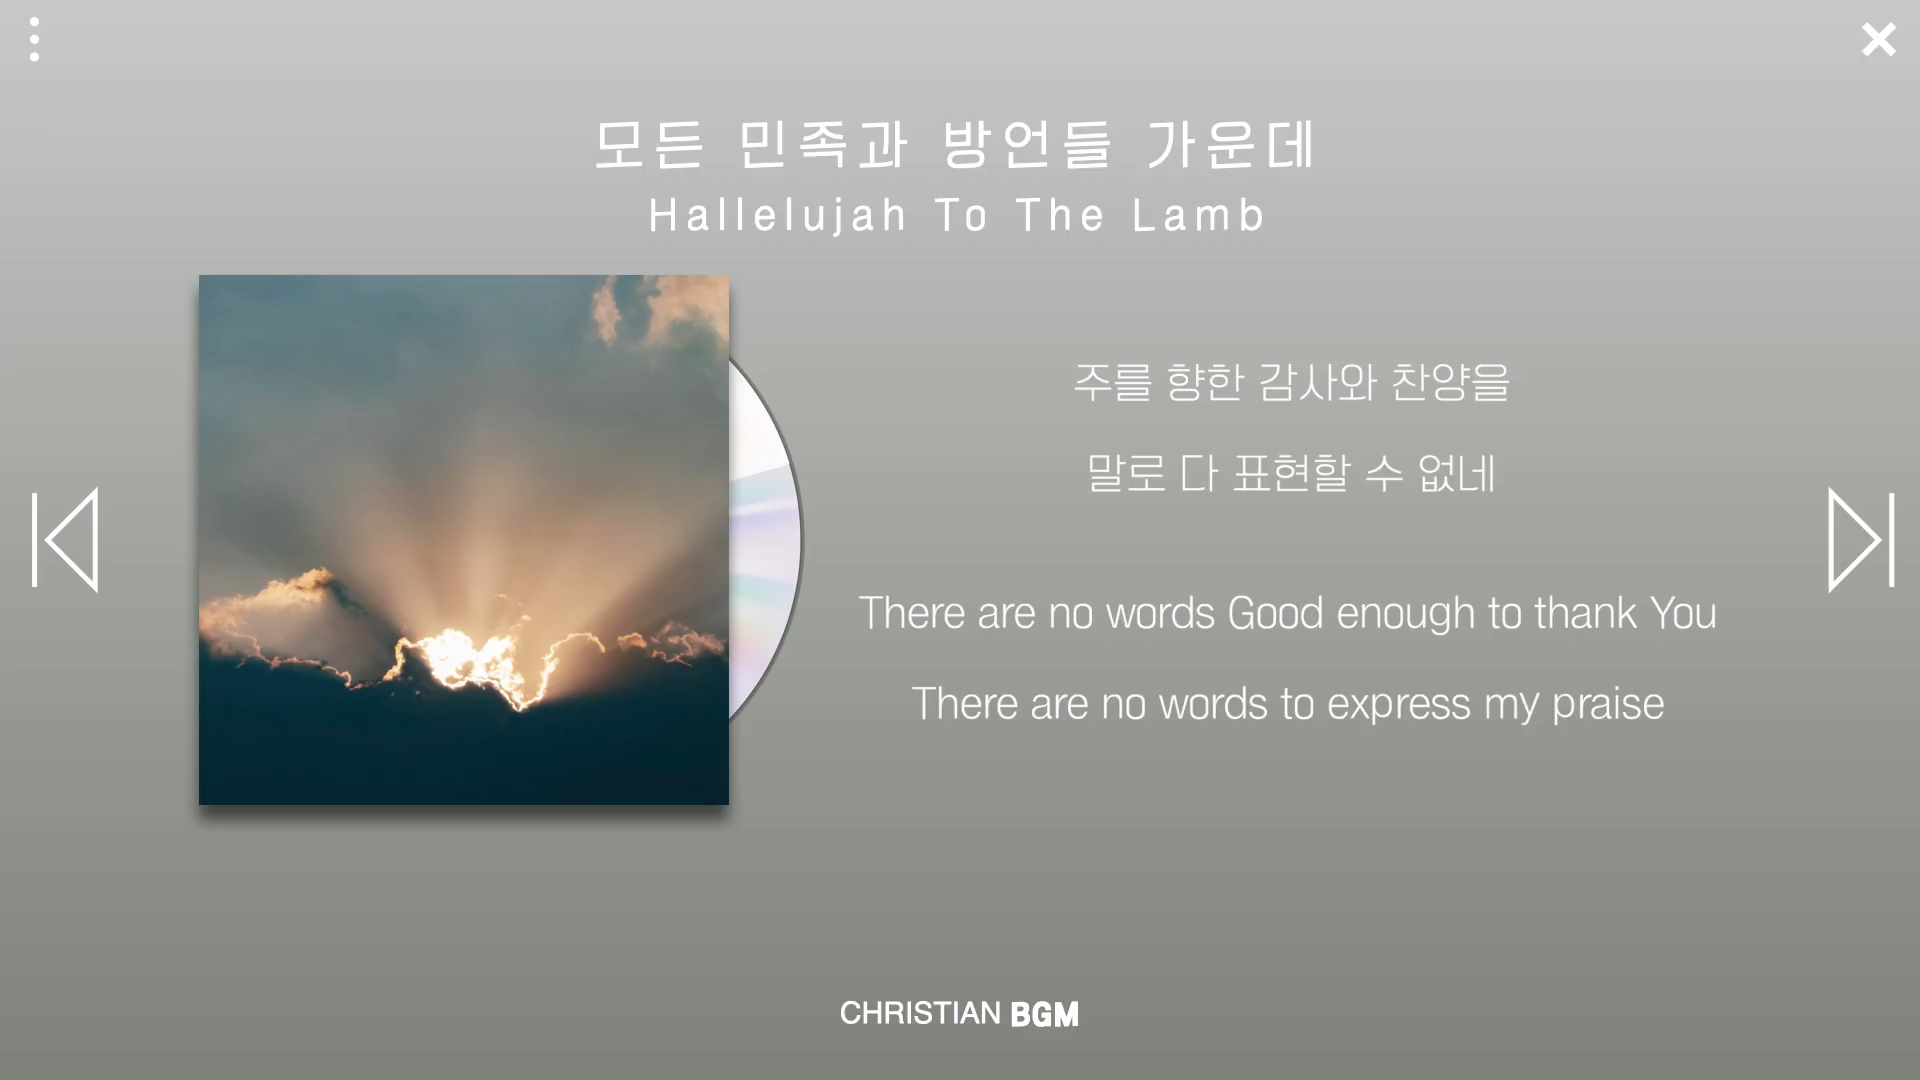 모든 민족과 방언들 가운데
Hallelujah To The Lamb
주를 향한 감사와 찬양을
말로 다 표현할 수 없네
There are no words Good enough to thank You
There are no words to express my praise
CHRISTIAN BGM